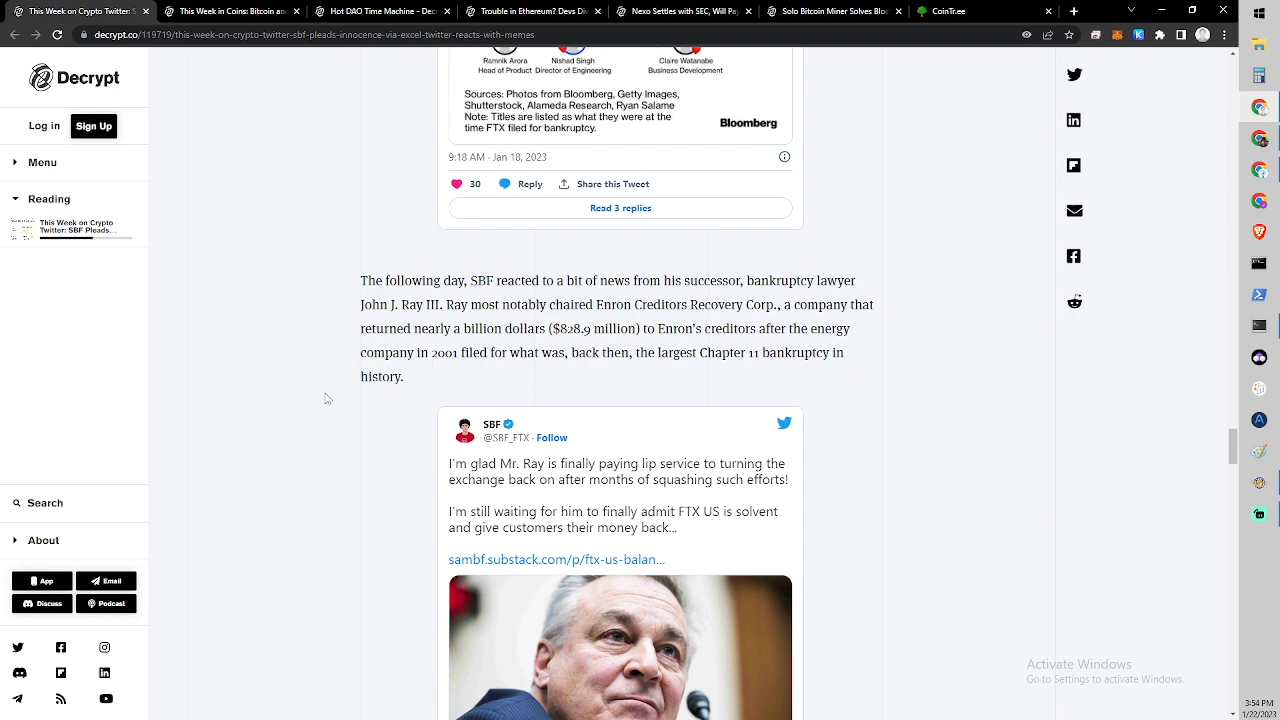 This Week on Crypto Twitter: S
This Week in Coins: Bitcoin and
Hot DAO Time Machine - Decr
Trouble in Ethereum? Devs Di
Nexo Settles with SEC, Will Pay
Solo Bitcoin Miner Solves Bloc
CoinTree
decrypt.co/119719/this-week-on-crypto-twitter-sbf-pleads-innocence-via-excel-twitter-reacts-with-memes
Decrypt
Log in
Sign Up
Menu
Reading
This Week on Crypto
Twitter: SBF Pleads...
Search
About
App
Email
Discuss
Podcast
Ramnik Arora
Head of Product
Nishad Singh
Director of Engineering
Claire Watanabe
Business Development
Sources: Photos from Bloomberg, Getty Images,
Shutterstock, Alameda Research, Ryan Salame
Note: Titles are listed as what they were at the
time FTX filed for bankruptcy.
Bloomberg
9:18 AM · Jan 18, 2023
30
Reply
Share this Tweet
Read 3 replies
The following day, SBF reacted to a bit of news from his successor, bankruptcy lawyer
John J. Ray III. Ray most notably chaired Enron Creditors Recovery Corp., a company that
returned nearly a billion dollars ($828.9 million) to Enron's creditors after the energy
company in 2001 filed for what was, back then, the largest Chapter 11 bankruptcy in
history.
SBF
@SBF_FTX · Follow
I'm glad Mr. Ray is finally paying lip service to turning the
exchange back on after months of squashing such efforts!
I'm still waiting for him to finally admit FTX US is solvent
and give customers their money back...
sambf.substack.com/p/ftx-us-balan...
Activate Windows
Go to Settings to activate Windows.
3:54 PM
1/22/2023